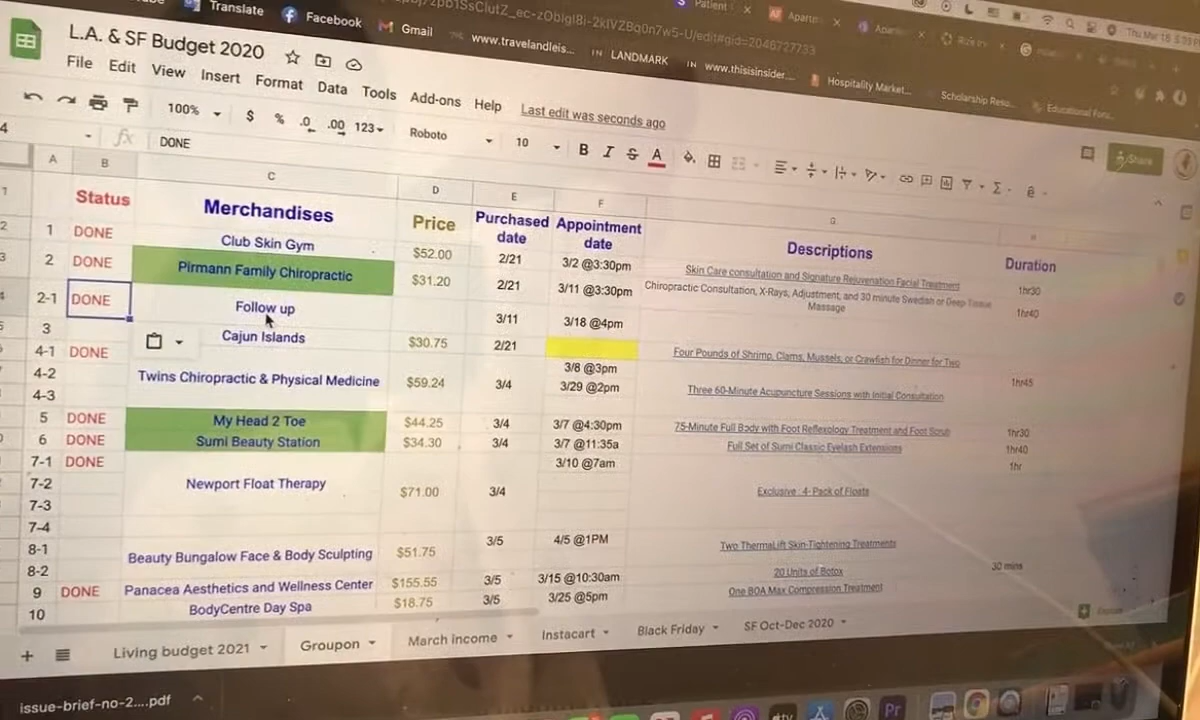 Translate Facebook Gmail www.travelandleis... LANDMARK www.thisisinsider.... Hospitality Market... Scholarship Reso... Educational Fore...
L.A. & SF Budget 2020
File Edit View Insert Format Data Tools Add-ons Help Last edit was seconds ago
100% $ % .0 .00 123 Roboto 10 B I S A Share
fx DONE
A B C D E F G H
Status Merchandises Price Purchased date Appointment date Descriptions Duration
1 DONE Club Skin Gym $52.00 2/21 3/2 @3:30pm Skin Care consultation and Signature Rejuvenation Facial Treatment 1hr30
2 DONE Pirmann Family Chiropractic $31.20 2/21 3/11 @3:30pm Chiropractic Consultation, X-Rays, Adjustment, and 30 minute Swedish or Deep Tissue Massage 1hr40
2-1 DONE Follow up 3/11 3/18 @4pm
3 Cajun Islands $30.75 2/21 Four Pounds of Shrimp, Clams, Mussels, or Crawfish for Dinner for Two
4-1 DONE 3/8 @3pm 1hr45
4-2 Twins Chiropractic & Physical Medicine $59.24 3/4 3/29 @2pm Three 60-Minute Acupuncture Sessions with Initial Consultation
4-3
5 DONE My Head 2 Toe $44.25 3/4 3/7 @4:30pm 75-Minute Full Body with Foot Reflexology Treatment and Foot Scrub 1hr30
6 DONE Sumi Beauty Station $34.30 3/4 3/7 @11:35a Full Set of Sumi Classic Eyelash Extensions 1hr40
7-1 DONE 3/10 @7am 1hr
7-2 Newport Float Therapy $71.00 3/4 Exclusive: 4- Pack of Floats
7-3
7-4
8-1 Beauty Bungalow Face & Body Sculpting $51.75 3/5 4/5 @1PM Two ThermaLift Skin-Tightening Treatments
8-2
9 DONE Panacea Aesthetics and Wellness Center $155.55 3/5 3/15 @10:30am 20 Units of Botox 30 mins
10 BodyCentre Day Spa $18.75 3/5 3/25 @5pm One BOA Max Compression Treatment
Living budget 2021 Groupon March income Instacart Black Friday SF Oct-Dec 2020
issue-brief-no-2....pdf
tv Pr